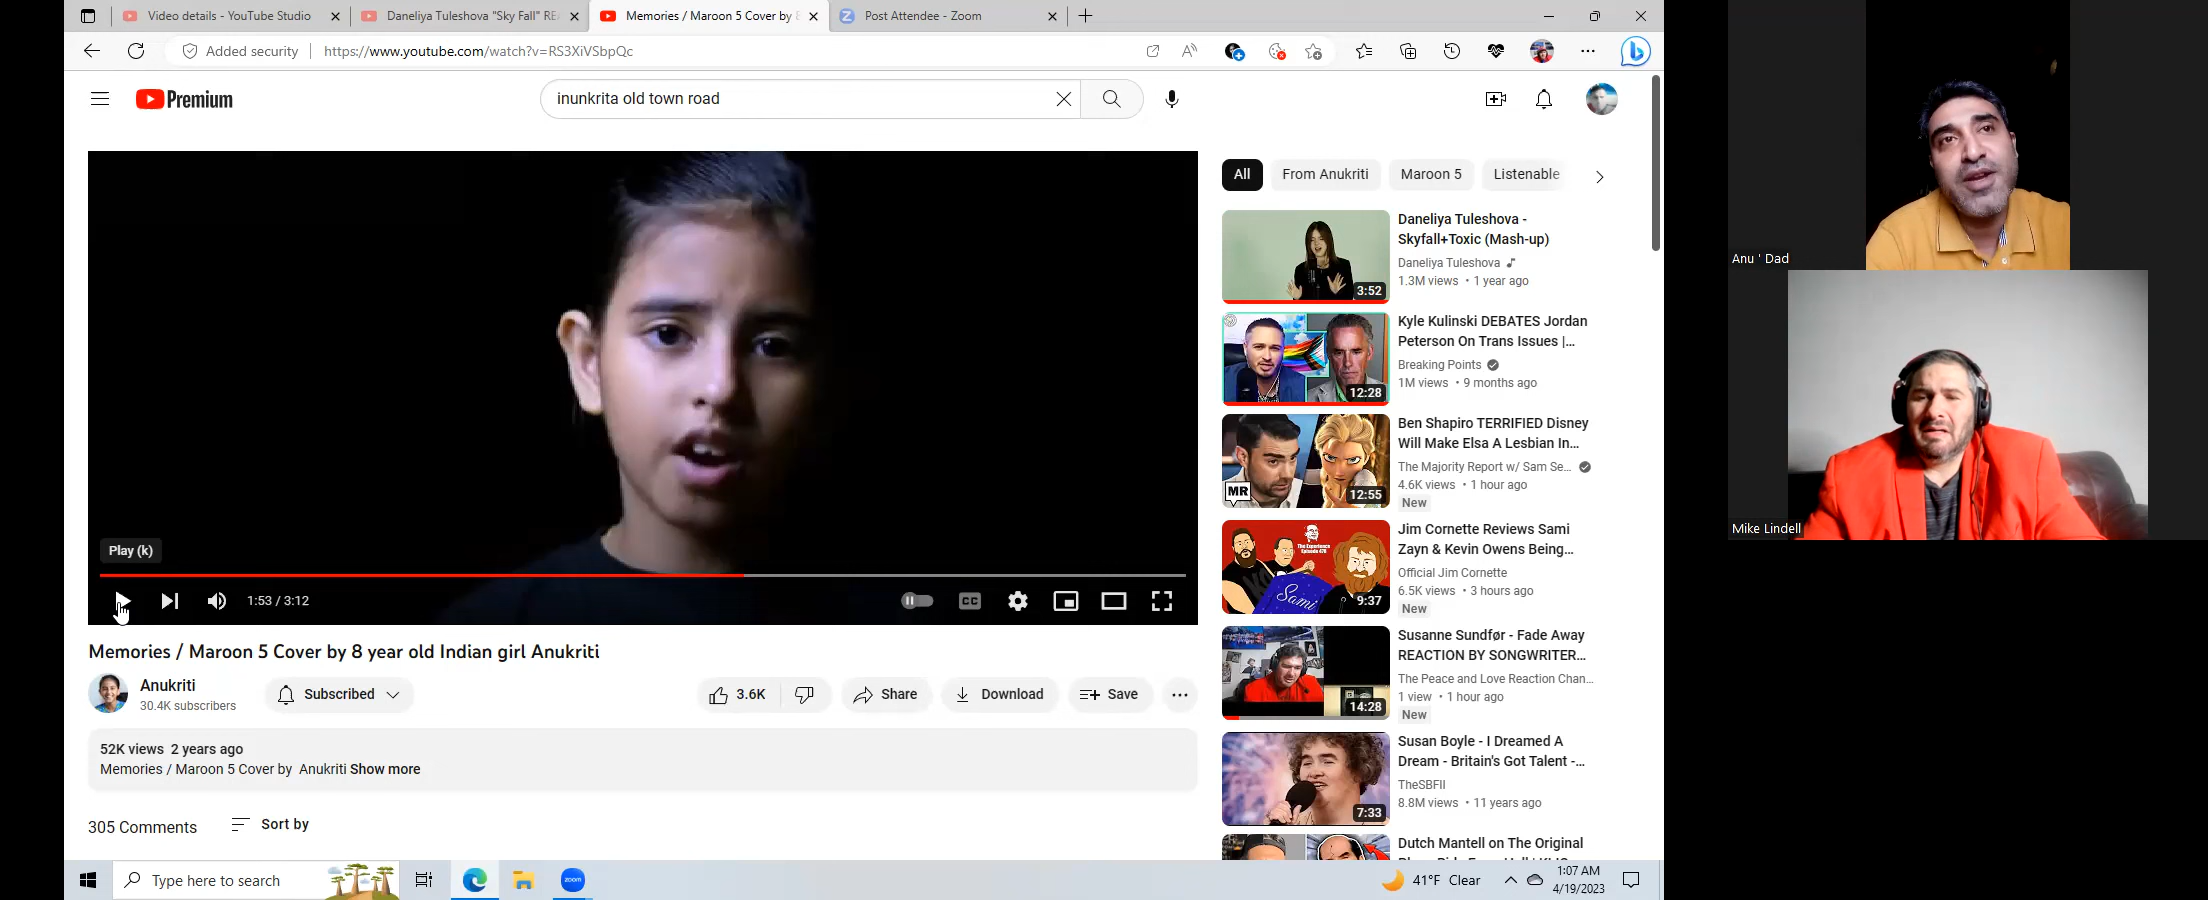 Video details - YouTube Studio
Daneliya Tuleshova "Sky Fall" RE
Memories / Maroon 5 Cover by 8
Post Attendee - Zoom
Added security
https://www.youtube.com/watch?v=RS3XiVSbpQc
Premium
inunkrita old town road
Play (k)
1:53 / 3:12
CC
Memories / Maroon 5 Cover by 8 year old Indian girl Anukriti
Anukriti
30.4K subscribers
Subscribed
3.6K
Share
Download
Save
52K views 2 years ago
Memories / Maroon 5 Cover by Anukriti Show more
305 Comments
Sort by
All
From Anukriti
Maroon 5
Listenable
3:52
Daneliya Tuleshova -
Skyfall+Toxic (Mash-up)
Daneliya Tuleshova
1.3M views • 1 year ago
12:28
Kyle Kulinski DEBATES Jordan
Peterson On Trans Issues |...
Breaking Points
1M views • 9 months ago
MR
12:55
Ben Shapiro TERRIFIED Disney
Will Make Elsa A Lesbian In...
The Majority Report w/ Sam Se...
4.6K views • 1 hour ago
New
The Experience
Episode 476
Sami
9:37
Jim Cornette Reviews Sami
Zayn & Kevin Owens Being...
Official Jim Cornette
6.5K views • 3 hours ago
New
14:28
Susanne Sundfør - Fade Away
REACTION BY SONGWRITER...
The Peace and Love Reaction Chan...
1 view • 1 hour ago
New
7:33
Susan Boyle - I Dreamed A
Dream - Britain's Got Talent -...
TheSBFII
8.8M views • 11 years ago
Dutch Mantell on The Original
Anu ' Dad
Mike Lindell
Type here to search
zoom
41°F Clear
1:07 AM
4/19/2023